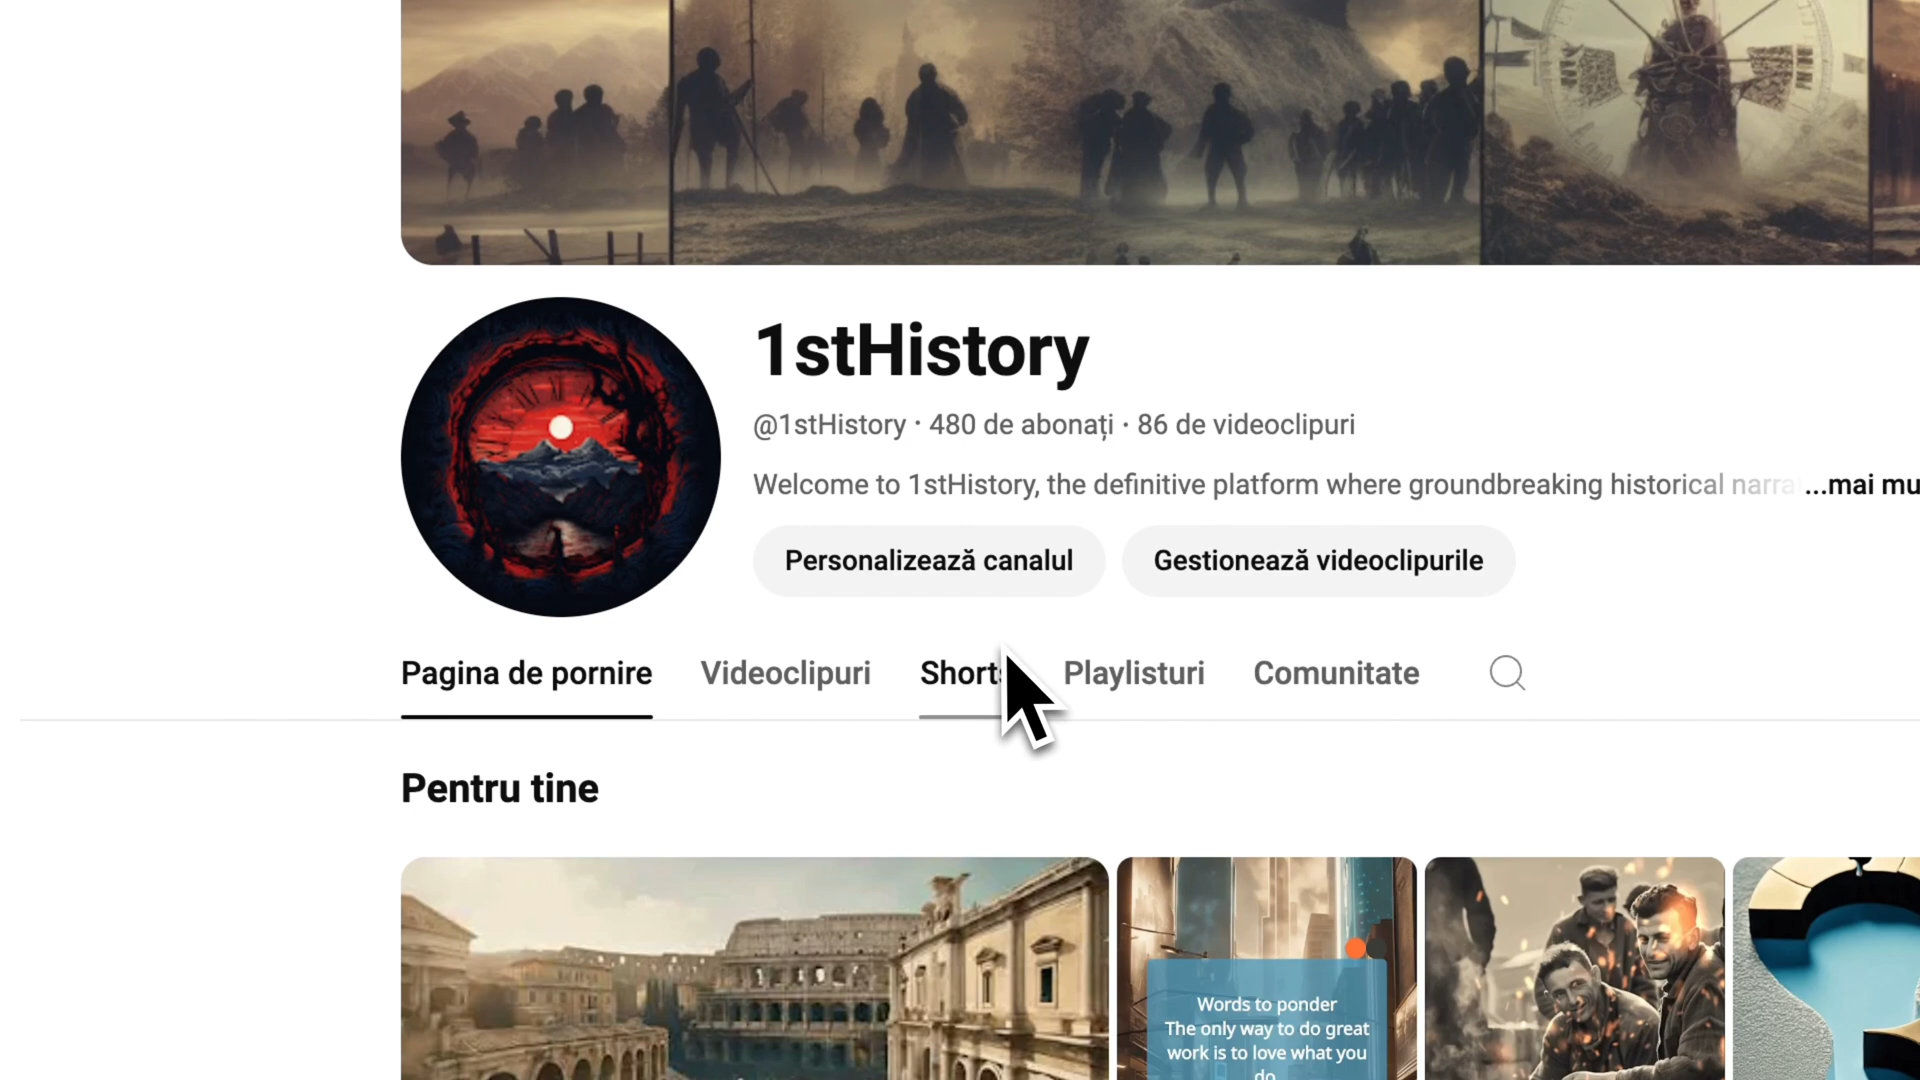 1stHistory
@1stHistory · 480 de abonați · 86 de videoclipuri
Welcome to 1stHistory, the definitive platform where groundbreaking historical ...mai mu
Personalizează canalul
Gestionează videoclipurile
Pagina de pornire
Videoclipuri
Shorts
Playlisturi
Comunitate
Pentru tine
Words to ponder
The only way to do great
work is to love what you
do